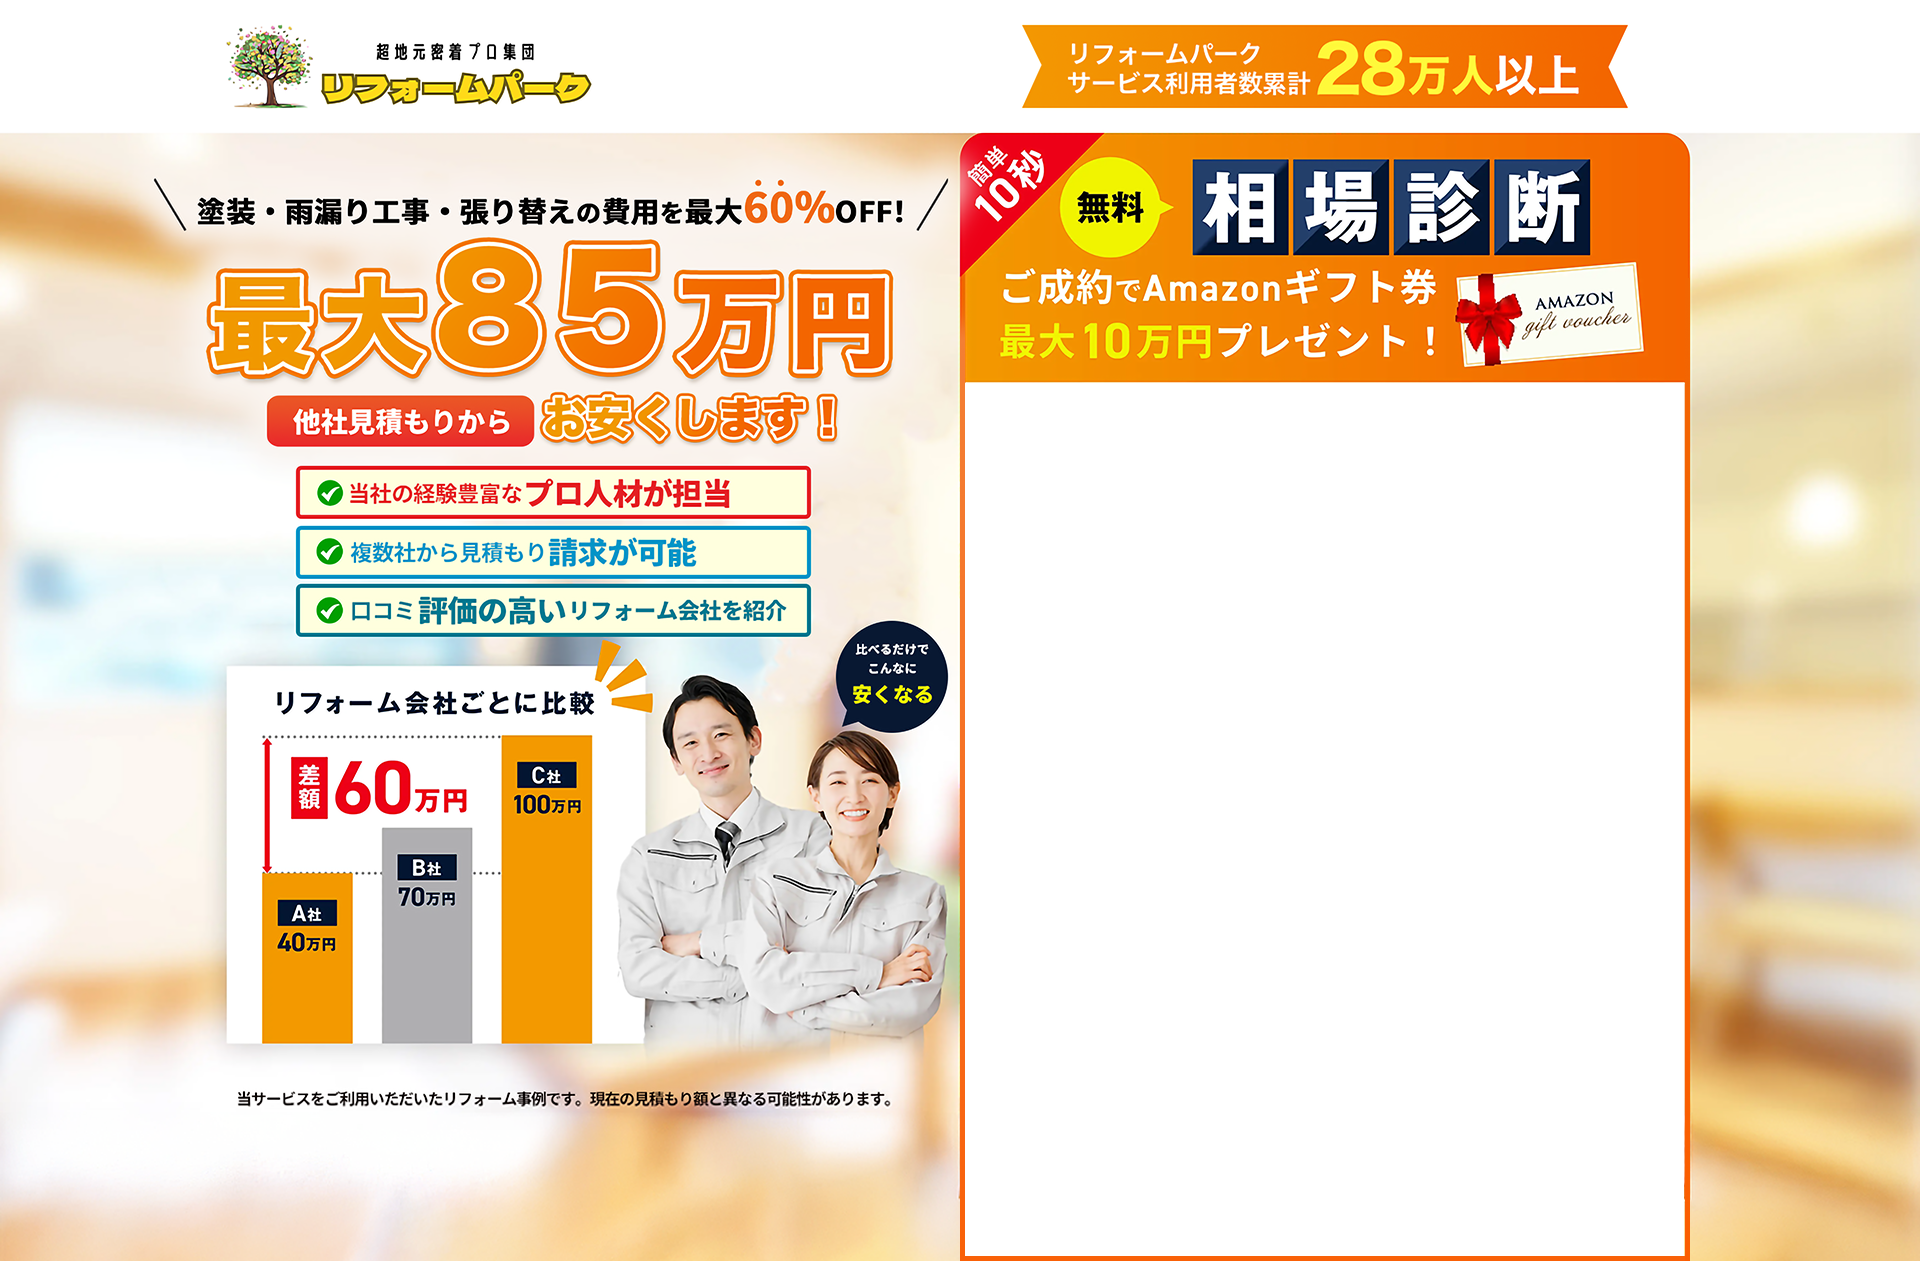 超地元密着プロ集団
リフォームパーク
リフォームパーク
サービス利用者数累計28万人以上
塗装・雨漏り工事・張り替えの費用を最大60%OFF!
最大85万円
他社見積もりから お安くします！
当社の経験豊富なプロ人材が担当
複数社から見積もり請求が可能
口コミ評価の高いリフォーム会社を紹介
比べるだけで
こんなに
安くなる
リフォーム会社ごとに比較
差額60万円
C社
100万円
B社
70万円
A社
40万円
当サービスをご利用いただいたリフォーム事例です。現在の見積もり額と異なる可能性があります。
簡単
10秒
無料 相場診断
ご成約でAmazonギフト券
最大10万円プレゼント！
AMAZON
gift voucher